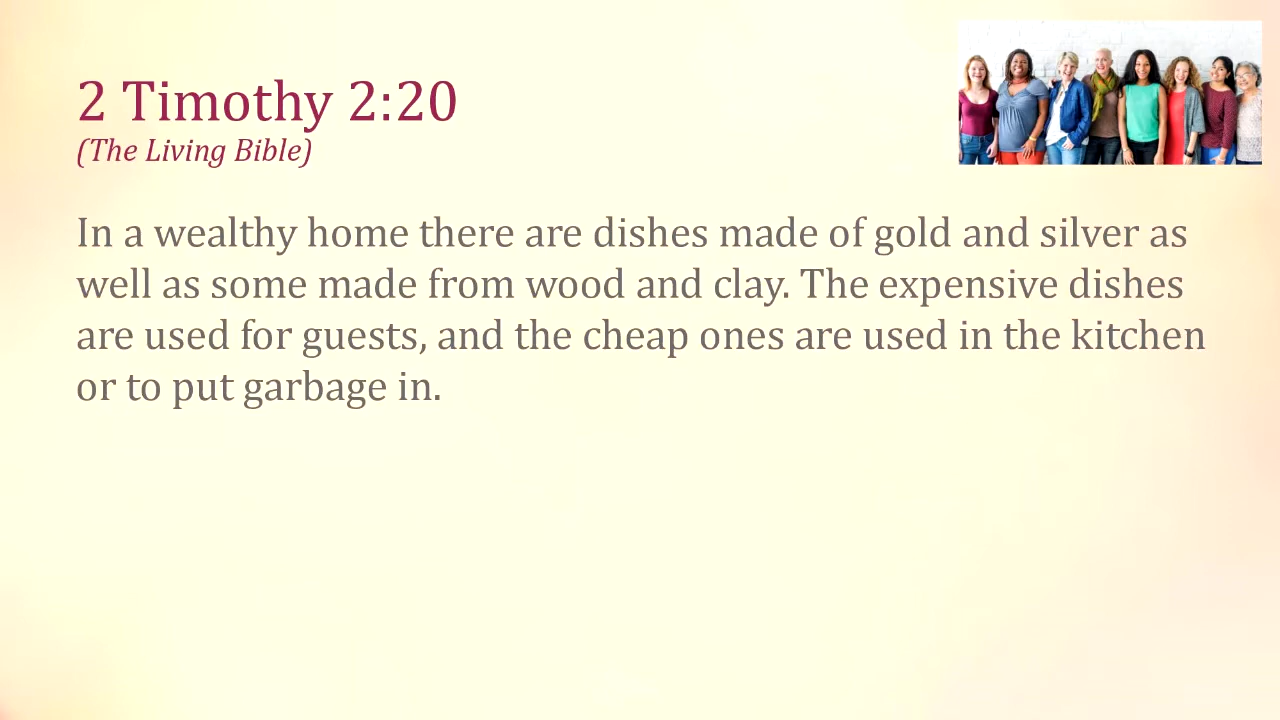 2 Timothy 2:20
(The Living Bible)
In a wealthy home there are dishes made of gold and silver as
well as some made from wood and clay. The expensive dishes
are used for guests, and the cheap ones are used in the kitchen
or to put garbage in.